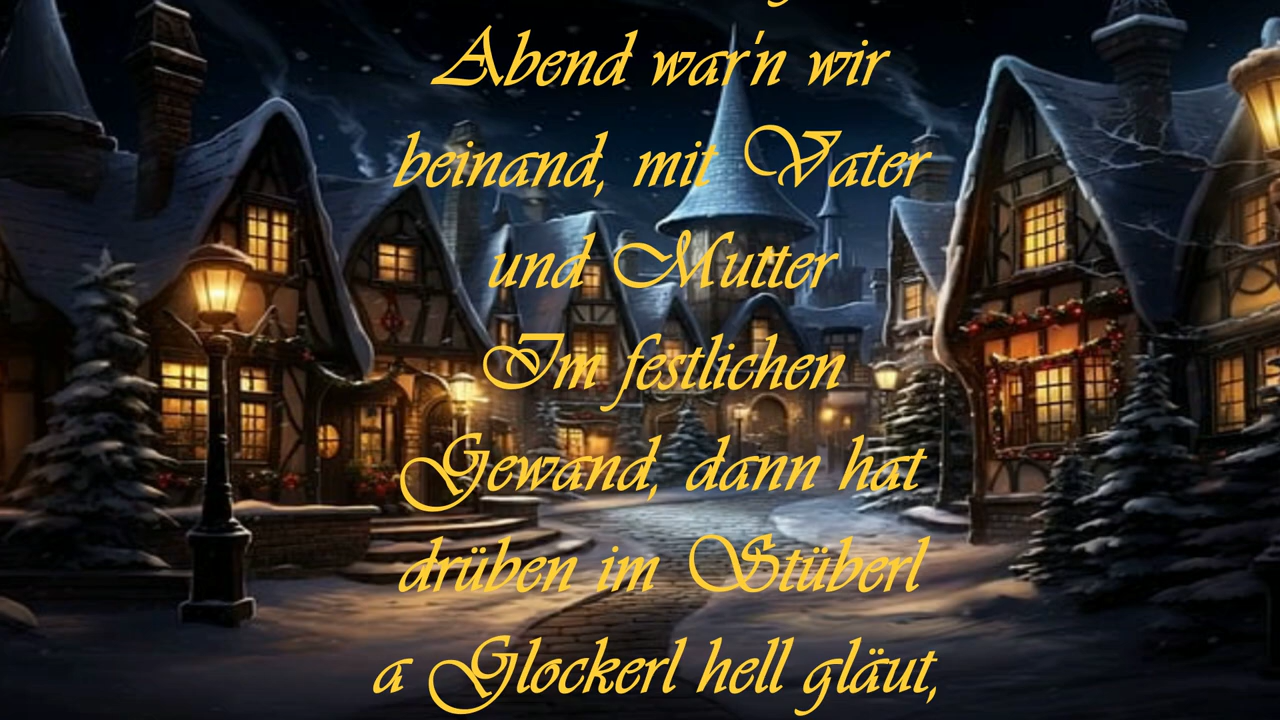 Abend war'n wir
beinand, mit Vater
und Mutter
Im festlichen
Gewand, dann hat
drüben im Stüberl
a Glockerl hell gläut,